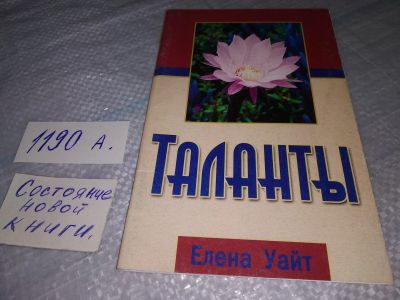 1190 А.
Состояние
новой
книги.
Таланты
Елена Уайт